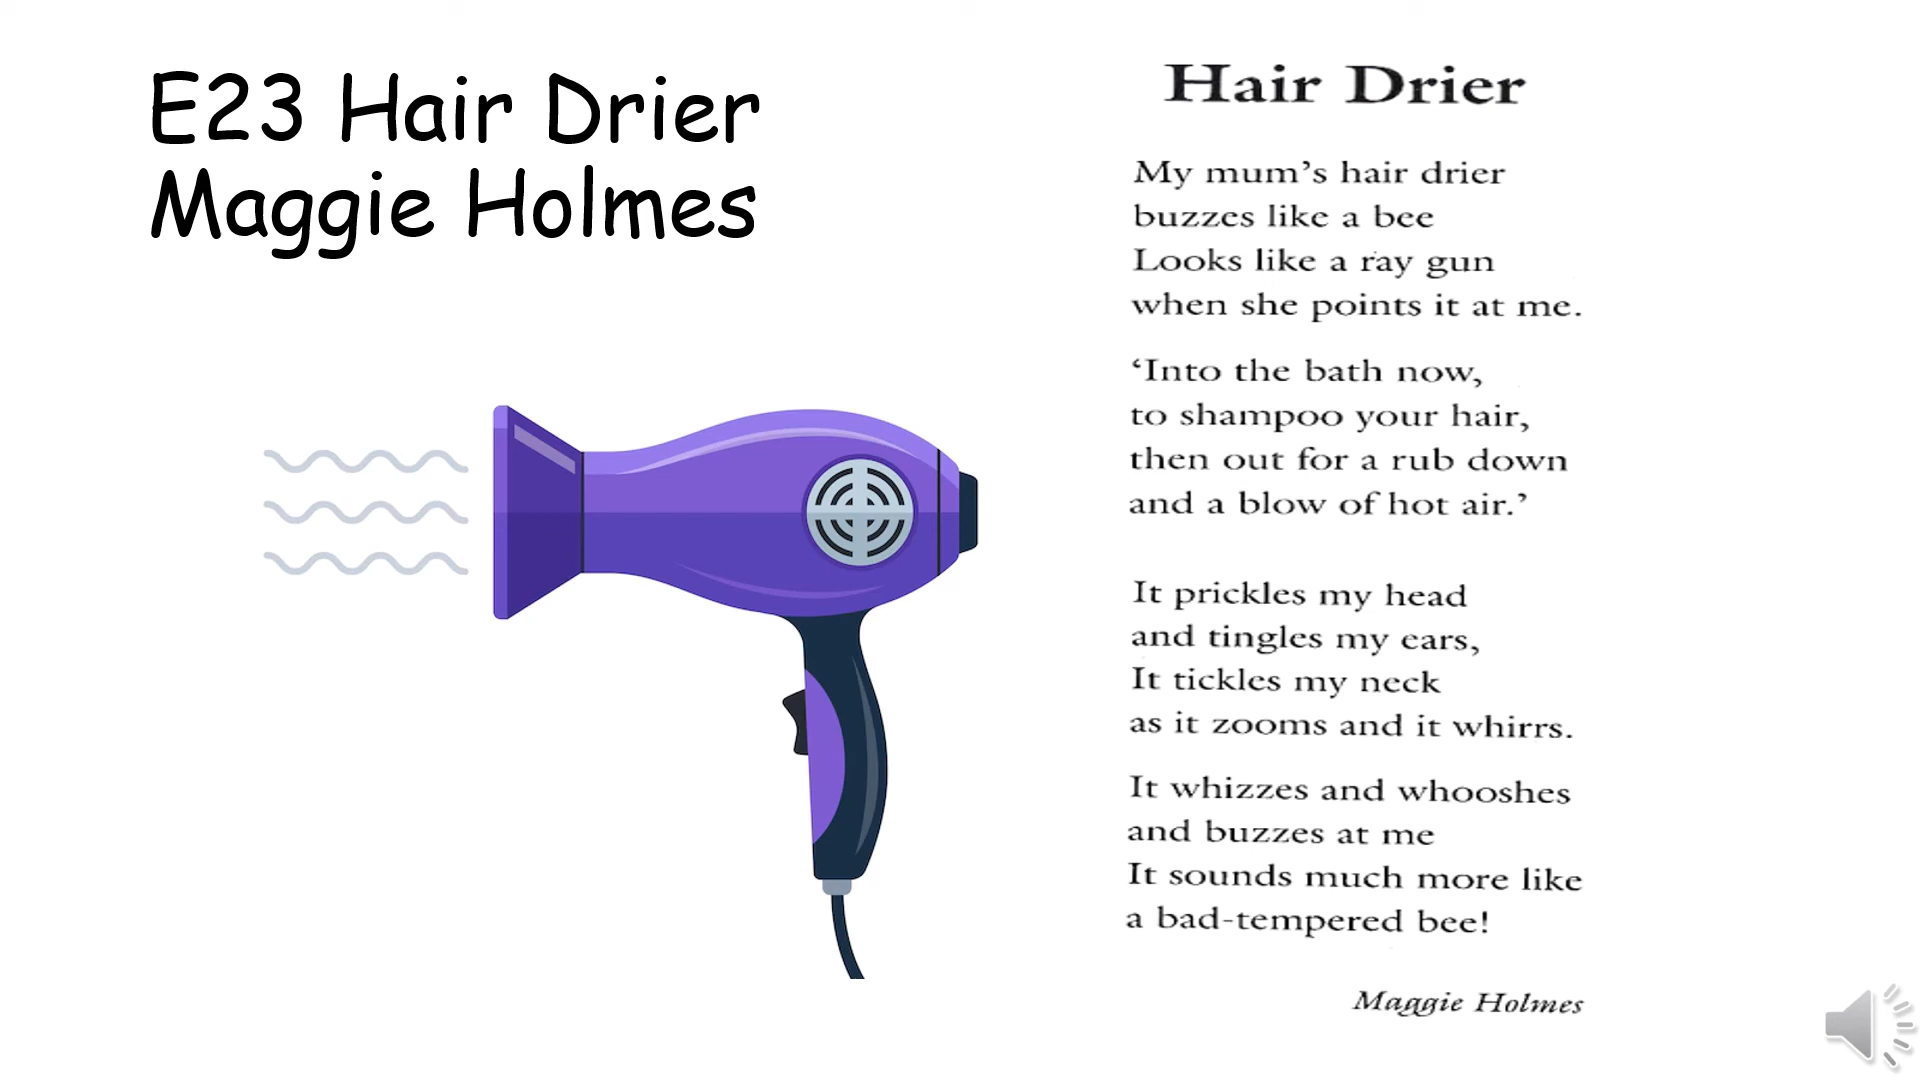 E23 Hair Drier
Maggie Holmes
Hair Drier
My mum's hair drier
buzzes like a bee
Looks like a ray gun
when she points it at me.
‘Into the bath now,
to shampoo your hair,
then out for a rub down
and a blow of hot air.’
It prickles my head
and tingles my ears,
It tickles my neck
as it zooms and it whirrs.
It whizzes and whooshes
and buzzes at me
It sounds much more like
a bad-tempered bee!
Maggie Holmes